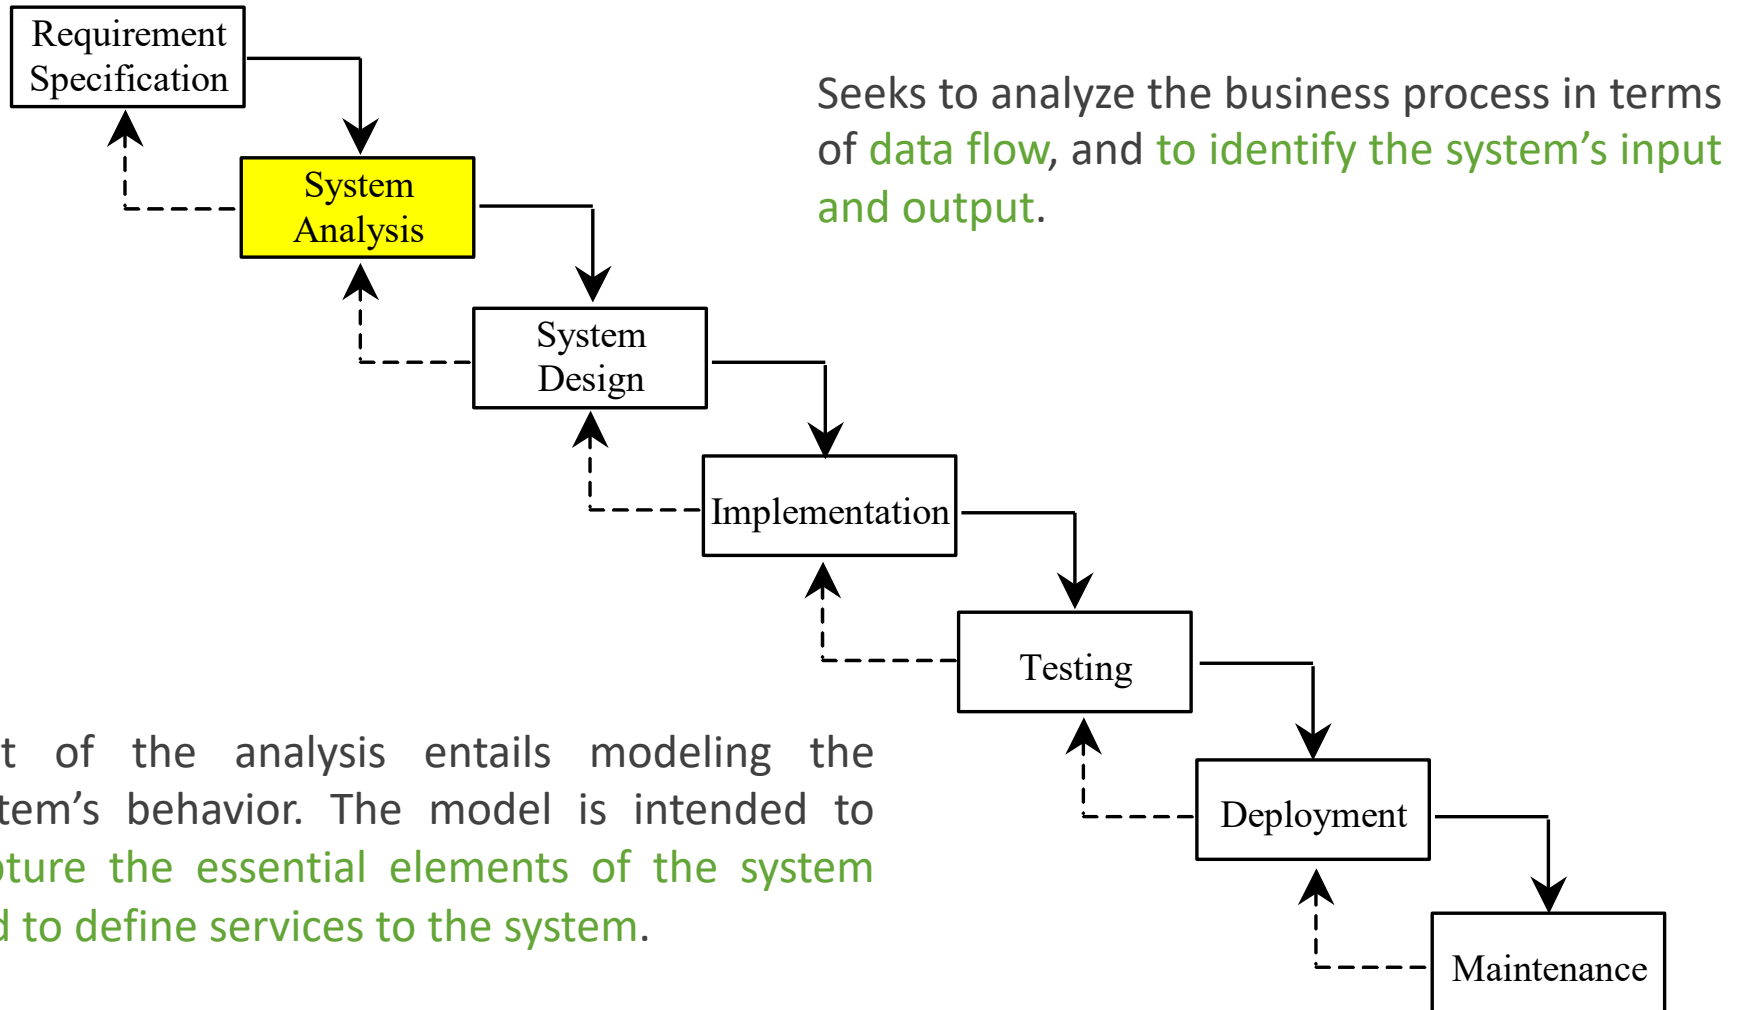 Requirement
Specification
Seeks to analyze the business process in terms
of data flow, and to identify the system’s input
and output.
System
Analysis
System
Design
Implementation
Testing
of the analysis entails modeling the
behavior. The model is intended to
the essential elements of the system
to define services to the system.
Deployment
Maintenance